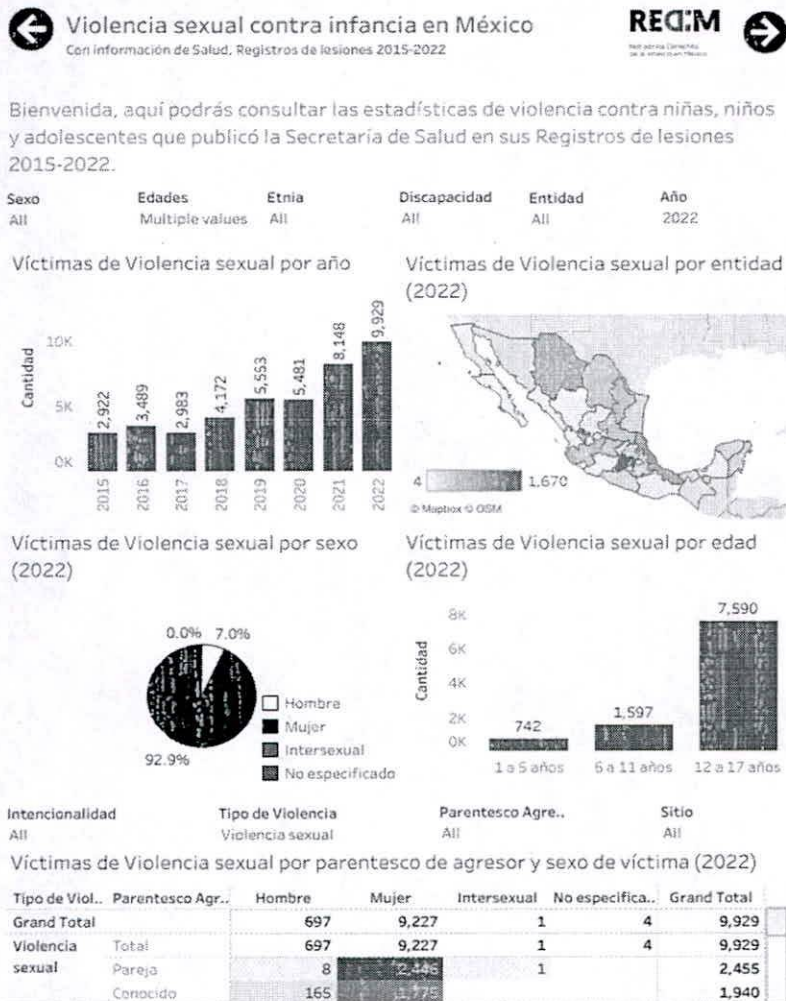 Violencia sexual contra infancia en México
Con información de Salud, Registros de lesiones 2015-2022
REDIM
Bienvenida, aquí podrás consultar las estadísticas de violencia contra niñas, niños
y adolescentes que publicó la Secretaría de Salud en sus Registros de lesiones
2015-2022.
Sexo Edades Etnia Discapacidad Entidad Año
All Multiple values All All All 2022
Víctimas de Violencia sexual por año
Cantidad
10K
5K
0K
2,922 3,489 2,983 4,172 5,553 5,481 8,148 9,929
2015 2016 2017 2018 2019 2020 2021 2022
Víctimas de Violencia sexual por entidad
(2022)
4 1,670
© Mapbox © OSM
Víctimas de Violencia sexual por sexo
(2022)
0.0% 7.0%
92.9%
Hombre
Mujer
Intersexual
No especificado
Víctimas de Violencia sexual por edad
(2022)
Cantidad
8K
6K
4K
2K
0K
742 1,597 7,590
1 a 5 años 6 a 11 años 12 a 17 años
Intencionalidad Tipo de Violencia Parentesco Agre.. Sitio
All Violencia sexual All All
Víctimas de Violencia sexual por parentesco de agresor y sexo de víctima (2022)
Tipo de Viol.. Parentesco Agr.. Hombre Mujer Intersexual No especifica.. Grand Total
Grand Total 697 9,227 1 4 9,929
Violencia Total 697 9,227 1 4 9,929
sexual Pareja 8 2,446 1 2,455
Conocido 165 1,775 1,940